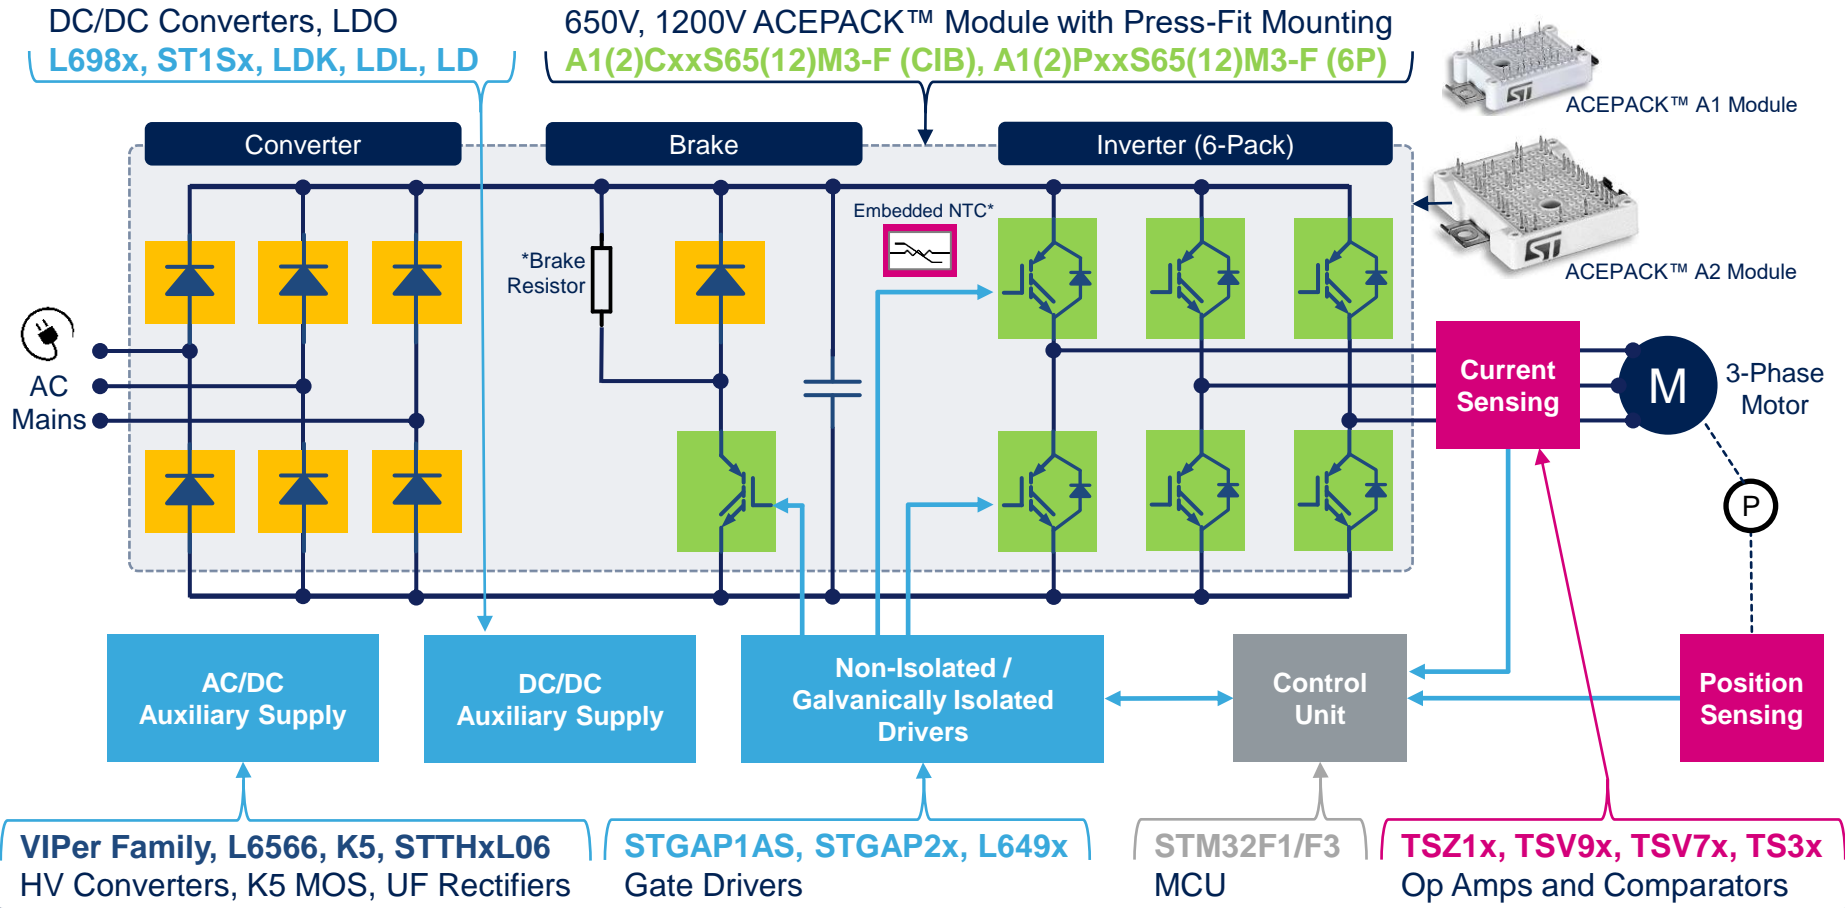 DC/DC Converters, LDO
L698x, ST1Sx, LDK, LDL, LD
650V, 1200V ACEPACK™ Module with Press-Fit Mounting
A1(2)CxxS65(12)M3-F (CIB), A1(2)PxxS65(12)M3-F (6P)
ST
ACEPACK™ A1 Module
Converter
Brake
Inverter (6-Pack)
Embedded NTC*
ST
ACEPACK™ A2 Module
*Brake
Resistor
AC
Mains
Current
Sensing
M
3-Phase
Motor
P
AC/DC
Auxiliary Supply
DC/DC
Auxiliary Supply
Non-Isolated /
Galvanically Isolated
Drivers
Control
Unit
Position
Sensing
VIPer Family, L6566, K5, STTHxL06
HV Converters, K5 MOS, UF Rectifiers
STGAP1AS, STGAP2x, L649x
Gate Drivers
STM32F1/F3
MCU
TSZ1x, TSV9x, TSV7x, TS3x
Op Amps and Comparators